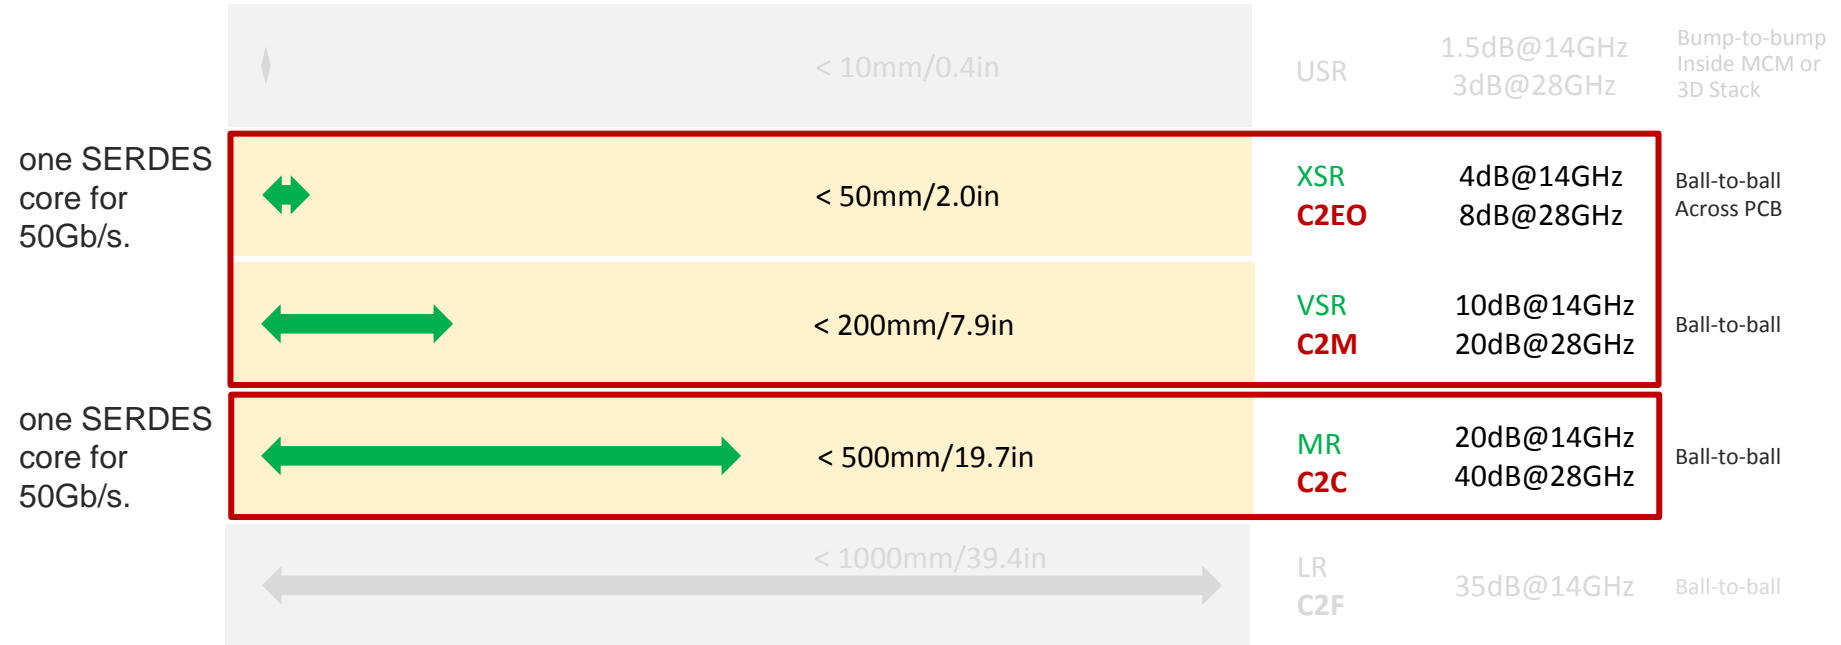 < 10mm/0.4in
USR
1.5dB@14GHz
3dB@28GHz
Bump-to-bump
Inside MCM or
3D Stack
one SERDES
core for
50Gb/s.
< 50mm/2.0in
XSR
C2EO
4dB@14GHz
8dB@28GHz
Ball-to-ball
Across PCB
< 200mm/7.9in
VSR
C2M
10dB@14GHz
20dB@28GHz
Ball-to-ball
one SERDES
core for
50Gb/s.
< 500mm/19.7in
MR
C2C
20dB@14GHz
40dB@28GHz
Ball-to-ball
< 1000mm/39.4in
LR
C2F
35dB@14GHz
Ball-to-ball